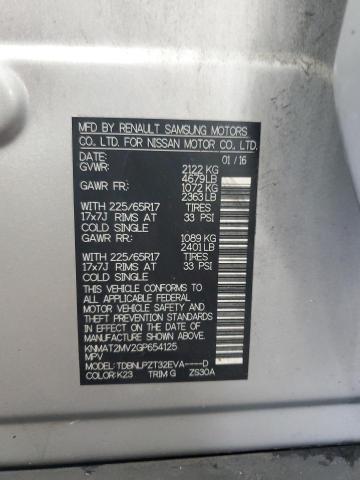 MFD BY RENAULT SAMSUNG MOTORS
CO., LTD. FOR NISSAN MOTOR CO., LTD.
DATE: 01/16
GVWR: 2122 KG
4679 LB
GAWR FR: 1072 KG
2363 LB
WITH 225/65R17 TIRES
17x7J RIMS AT 33 PSI
COLD SINGLE
GAWR RR: 1089 KG
2401 LB
WITH 225/65R17 TIRES
17x7J RIMS AT 33 PSI
COLD SINGLE
THIS VEHICLE CONFORMS TO
ALL APPLICABLE FEDERAL
MOTOR VEHICLE SAFETY AND
THEFT PREVENTION STANDARDS
IN EFFECT ON THE DATE OF
MANUFACTURE SHOWN ABOVE.
KNMAT2MV2GP654125
MPV
MODEL: TDBNLPZT32EVA----D
COLOR: K23 TRIM G ZS30A